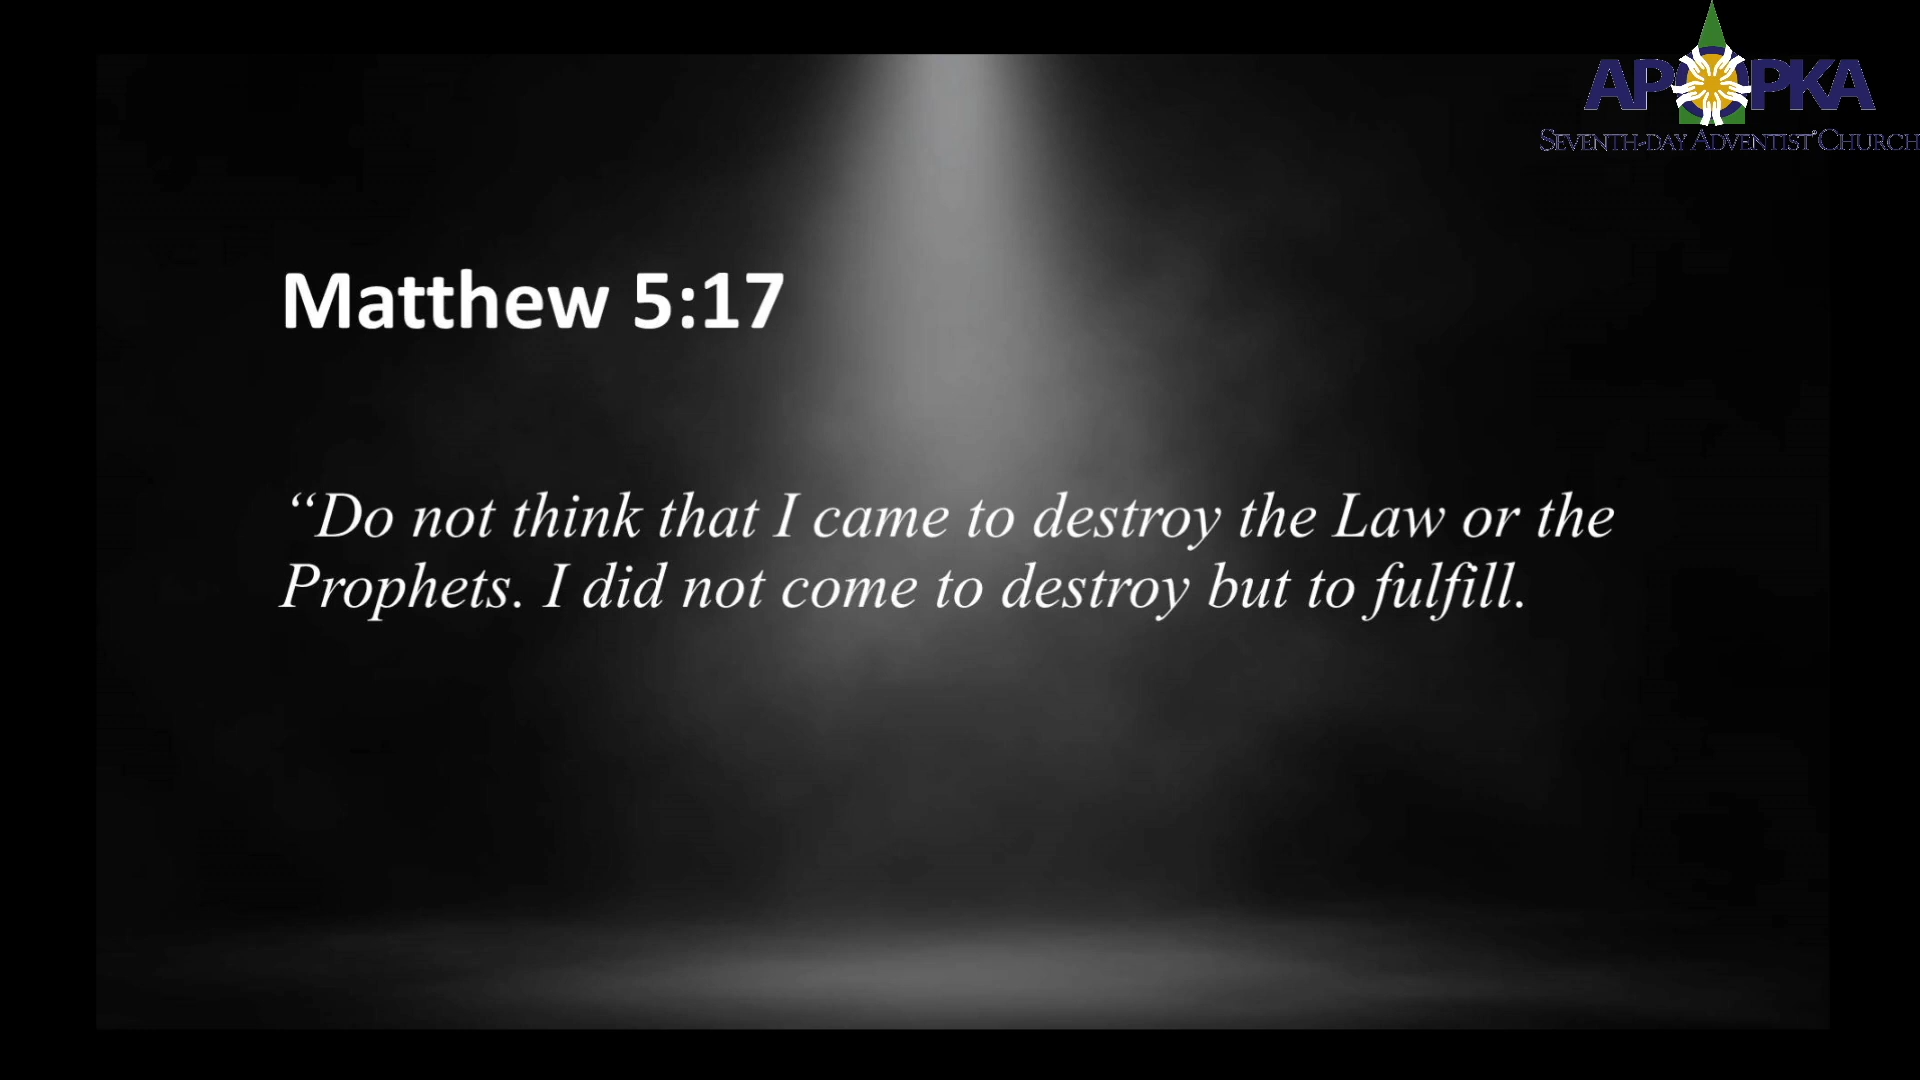 APOPKA
SEVENTH-DAY ADVENTIST® CHURCH
Matthew 5:17
“Do not think that I came to destroy the Law or the
Prophets. I did not come to destroy but to fulfill.